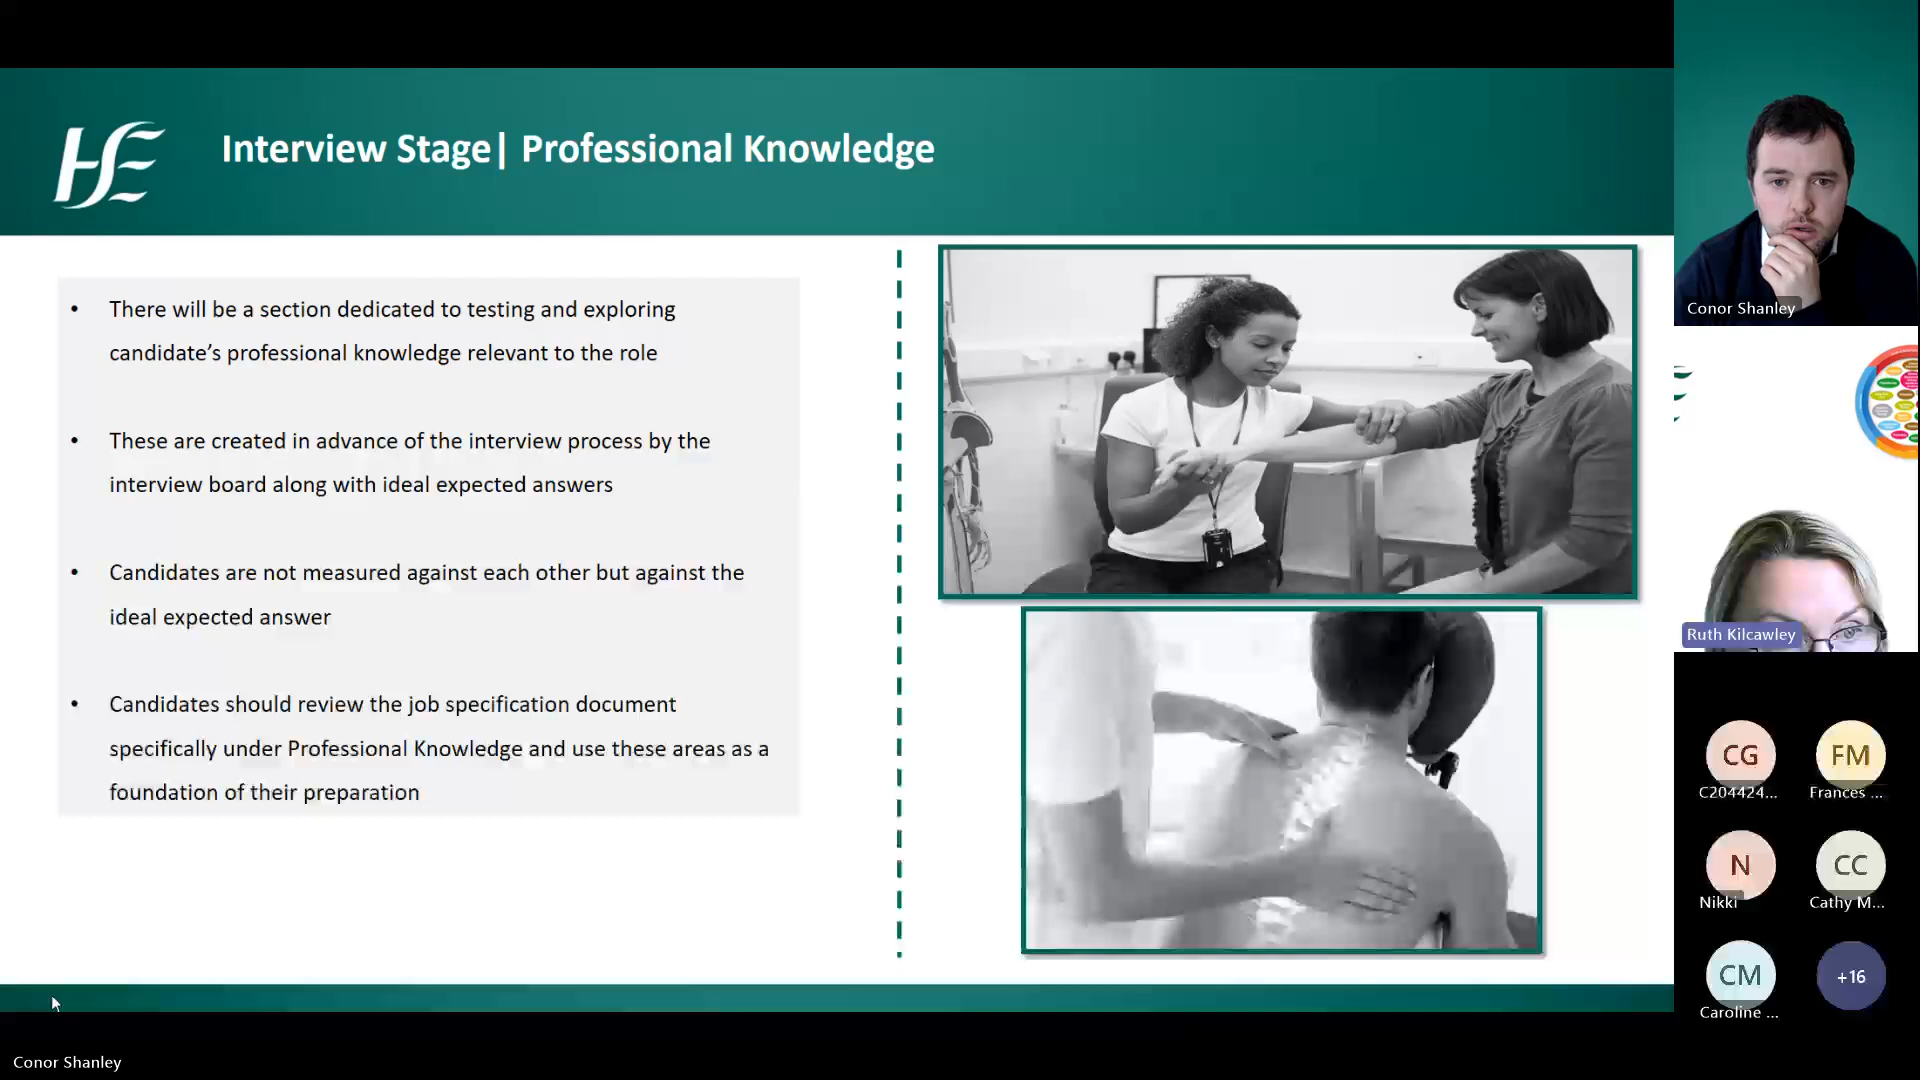 HSE
Interview Stage| Professional Knowledge
• There will be a section dedicated to testing and exploring
candidate’s professional knowledge relevant to the role
• These are created in advance of the interview process by the
interview board along with ideal expected answers
• Candidates are not measured against each other but against the
ideal expected answer
• Candidates should review the job specification document
specifically under Professional Knowledge and use these areas as a
foundation of their preparation
Conor Shanley
Ruth Kilcawley
CG
FM
C204424...
Frances ...
N
CC
Nikki
Cathy M...
CM
+16
Caroline ...
Conor Shanley